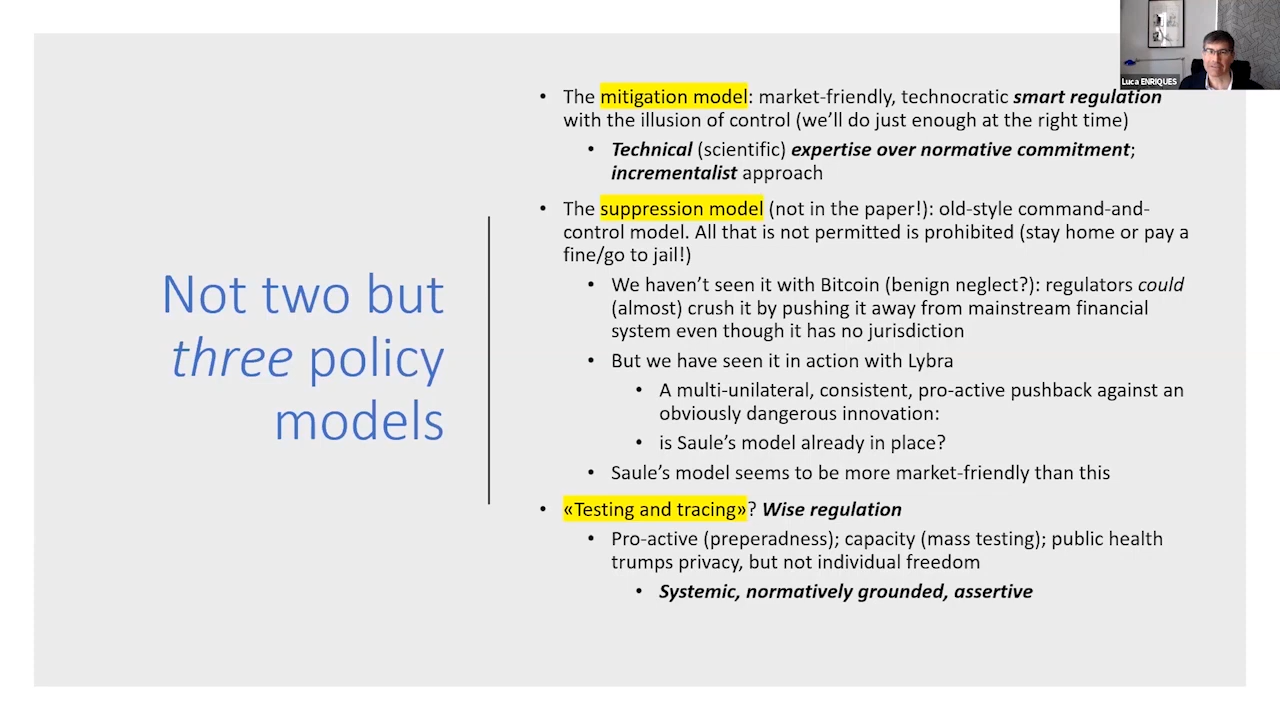 Luca ENRIQUES
Not two but
three policy
models
• The mitigation model: market-friendly, technocratic smart regulation
with the illusion of control (we’ll do just enough at the right time)
• Technical (scientific) expertise over normative commitment;
incrementalist approach
• The suppression model (not in the paper!): old-style command-and-
control model. All that is not permitted is prohibited (stay home or pay a
fine/go to jail!)
• We haven’t seen it with Bitcoin (benign neglect?): regulators could
(almost) crush it by pushing it away from mainstream financial
system even though it has no jurisdiction
• But we have seen it in action with Lybra
• A multi-unilateral, consistent, pro-active pushback against an
obviously dangerous innovation:
• is Saule’s model already in place?
• Saule’s model seems to be more market-friendly than this
• «Testing and tracing»? Wise regulation
• Pro-active (preperadness); capacity (mass testing); public health
trumps privacy, but not individual freedom
• Systemic, normatively grounded, assertive